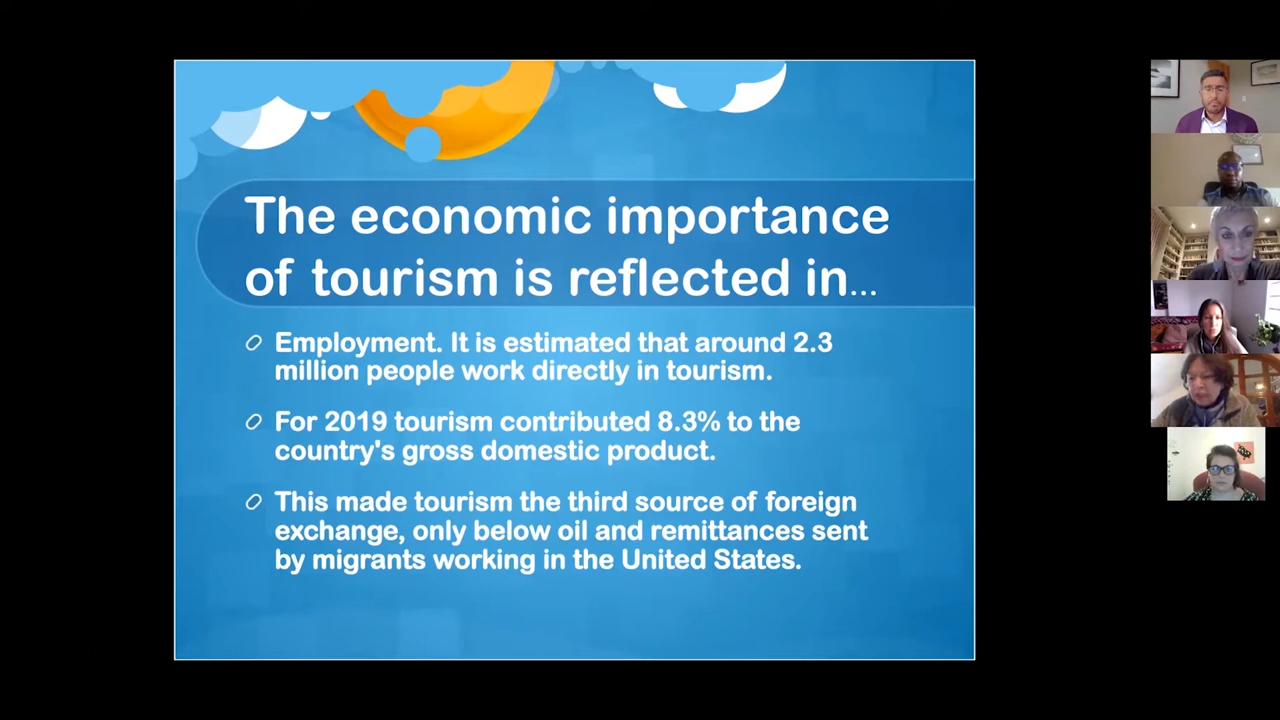 The economic importance
of tourism is reflected in...
Employment. It is estimated that around 2.3
million people work directly in tourism.
For 2019 tourism contributed 8.3% to the
country's gross domestic product.
This made tourism the third source of foreign
exchange, only below oil and remittances sent
by migrants working in the United States.